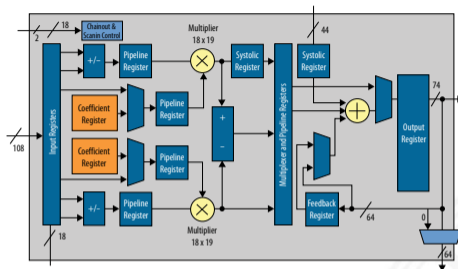 18
2
Chainout &
Scanin Control
Multiplier
18 x 19
44
+/−
Pipeline
Register
Systolic
Register
Systolic
Register
74
Coefficient
Register
Pipeline
Register
Input Registers
+
−
Multiplexer and Pipeline Registers
+
Output
Register
108
Coefficient
Register
Pipeline
Register
+/−
Pipeline
Register
Feedback
Register
64
0
Multiplier
18 x 19
18
64